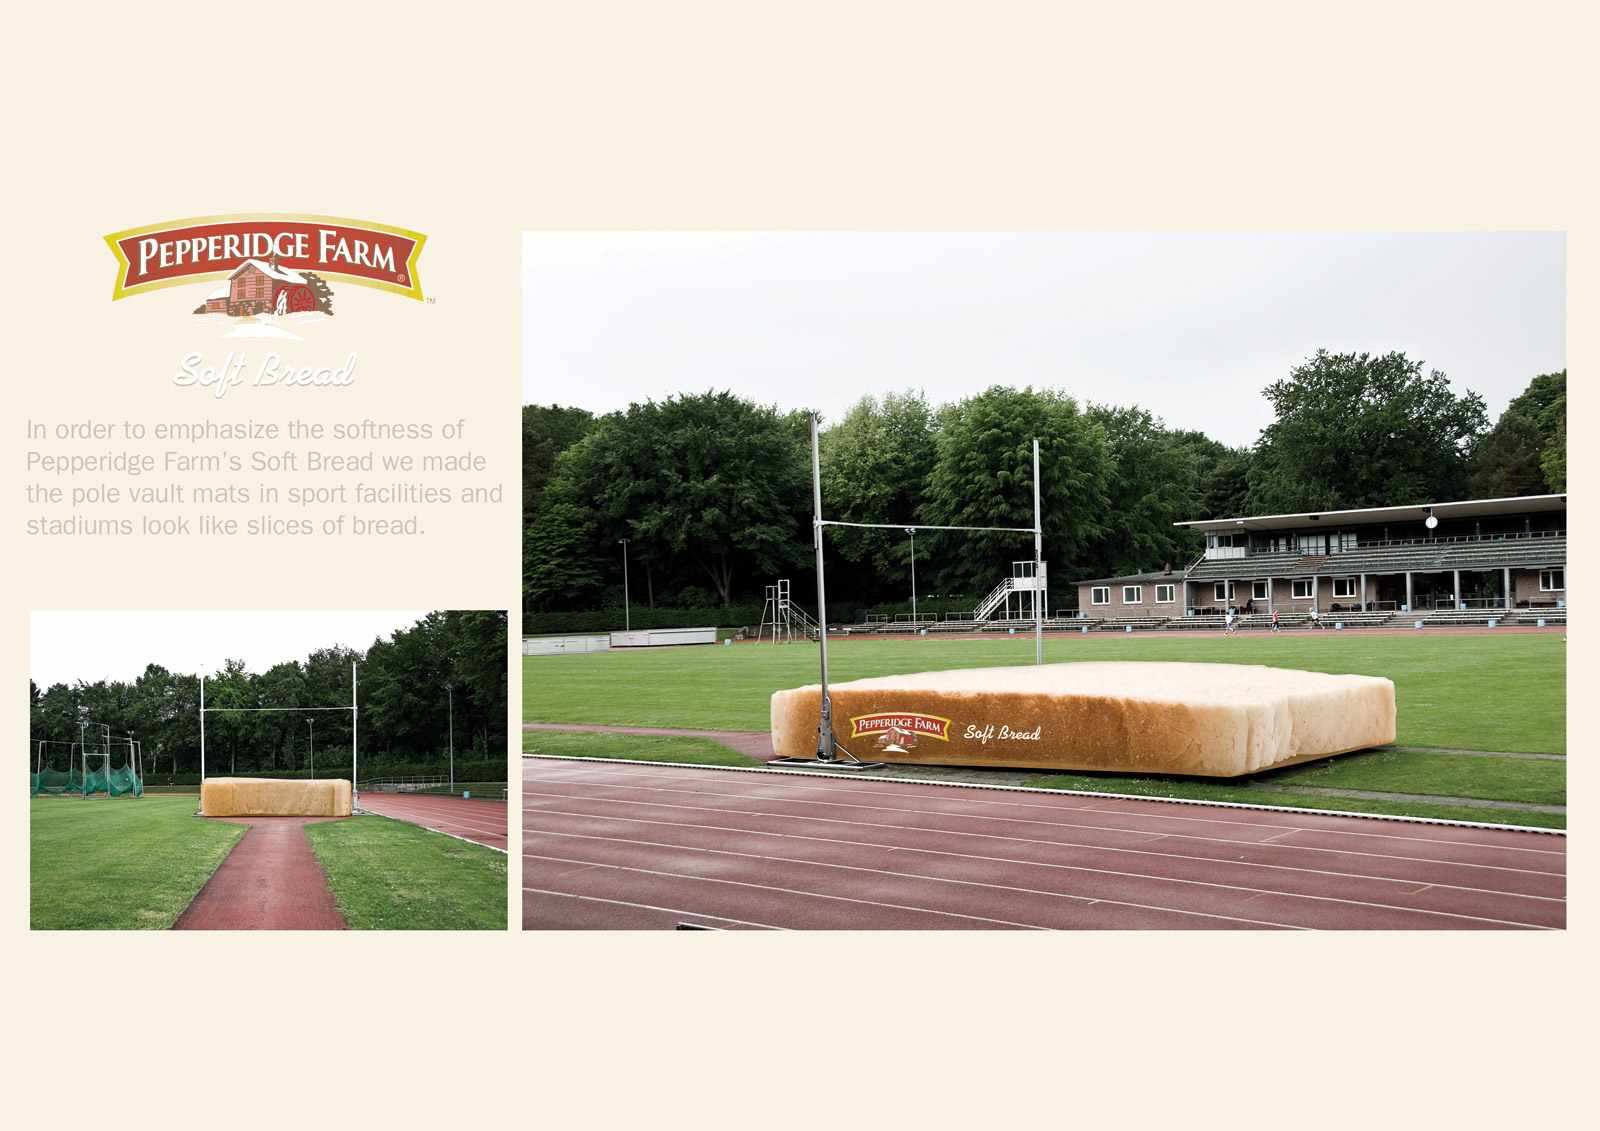 PEPPERIDGE FARM®
™
Soft Bread
In order to emphasize the softness of
Pepperidge Farm's Soft Bread we made
the pole vault mats in sport facilities and
stadiums look like slices of bread.
PEPPERIDGE FARM
Soft Bread